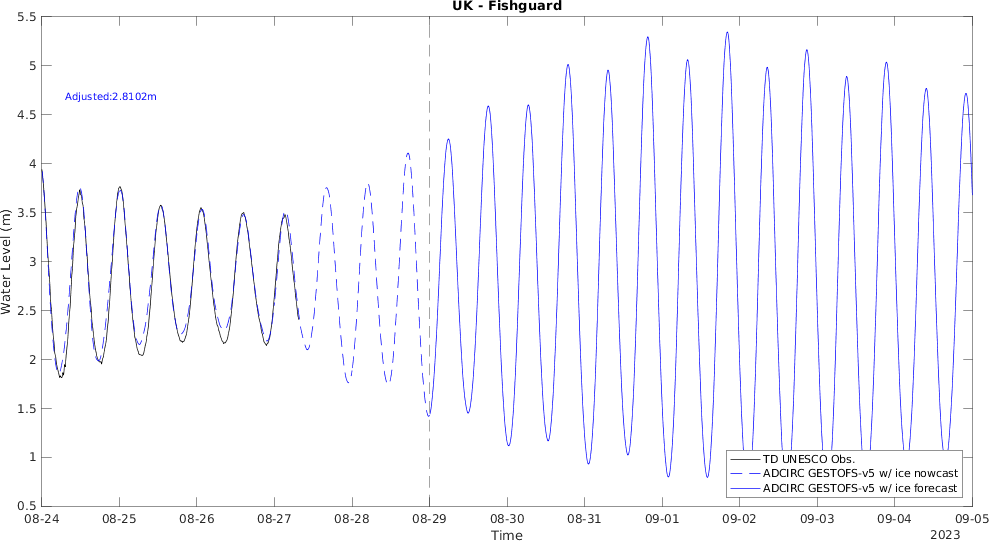 UK - Fishguard
5.5
5
4.5
4
3.5
3
2.5
2
1.5
1
0.5
Water Level (m)
Adjusted:2.8102m
TD UNESCO Obs.
ADCIRC GESTOFS-v5 w/ ice nowcast
ADCIRC GESTOFS-v5 w/ ice forecast
08-24 08-25 08-26 08-27 08-28 08-29 08-30 08-31 09-01 09-02 09-03 09-04 09-05
Time
2023